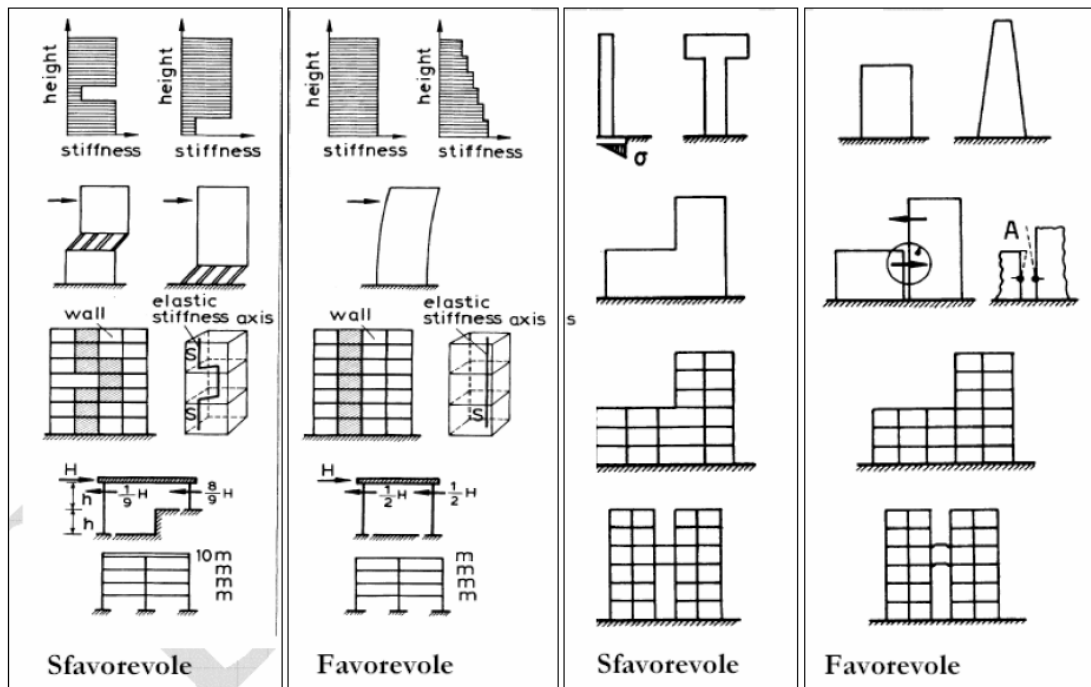 height
height
stiffness
stiffness
wall
elastic
stiffness axis
S
S
H
h
h
1/9 H
8/9 H
10m
m
m
m
Sfavorevole
height
height
stiffness
stiffness
wall
elastic
stiffness axis
S
H
1/2 H
1/2 H
m
m
m
m
Favorevole
σ
s
Sfavorevole
A
Favorevole